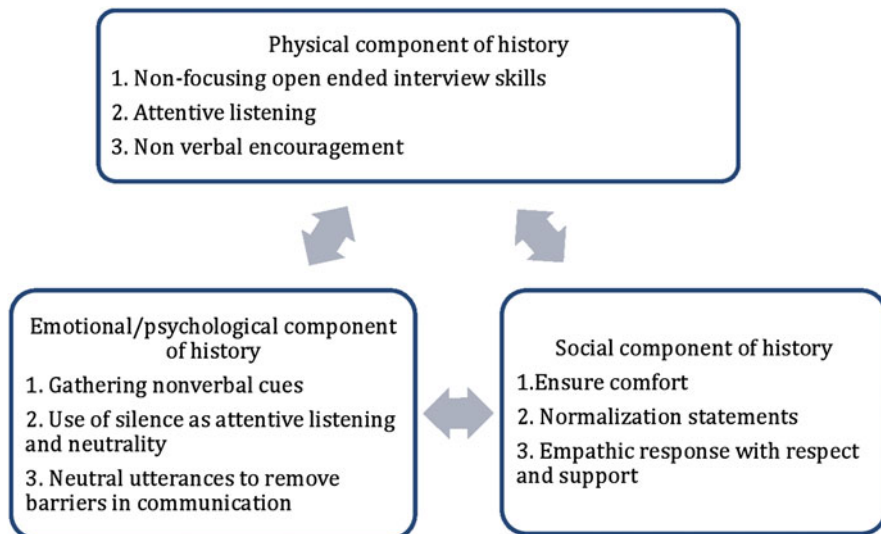 Physical component of history
1. Non-focusing open ended interview skills
2. Attentive listening
3. Non verbal encouragement
Emotional/psychological component
of history
1. Gathering nonverbal cues
2. Use of silence as attentive listening
and neutrality
3. Neutral utterances to remove
barriers in communication
Social component of history
1.Ensure comfort
2. Normalization statements
3. Empathic response with respect
and support